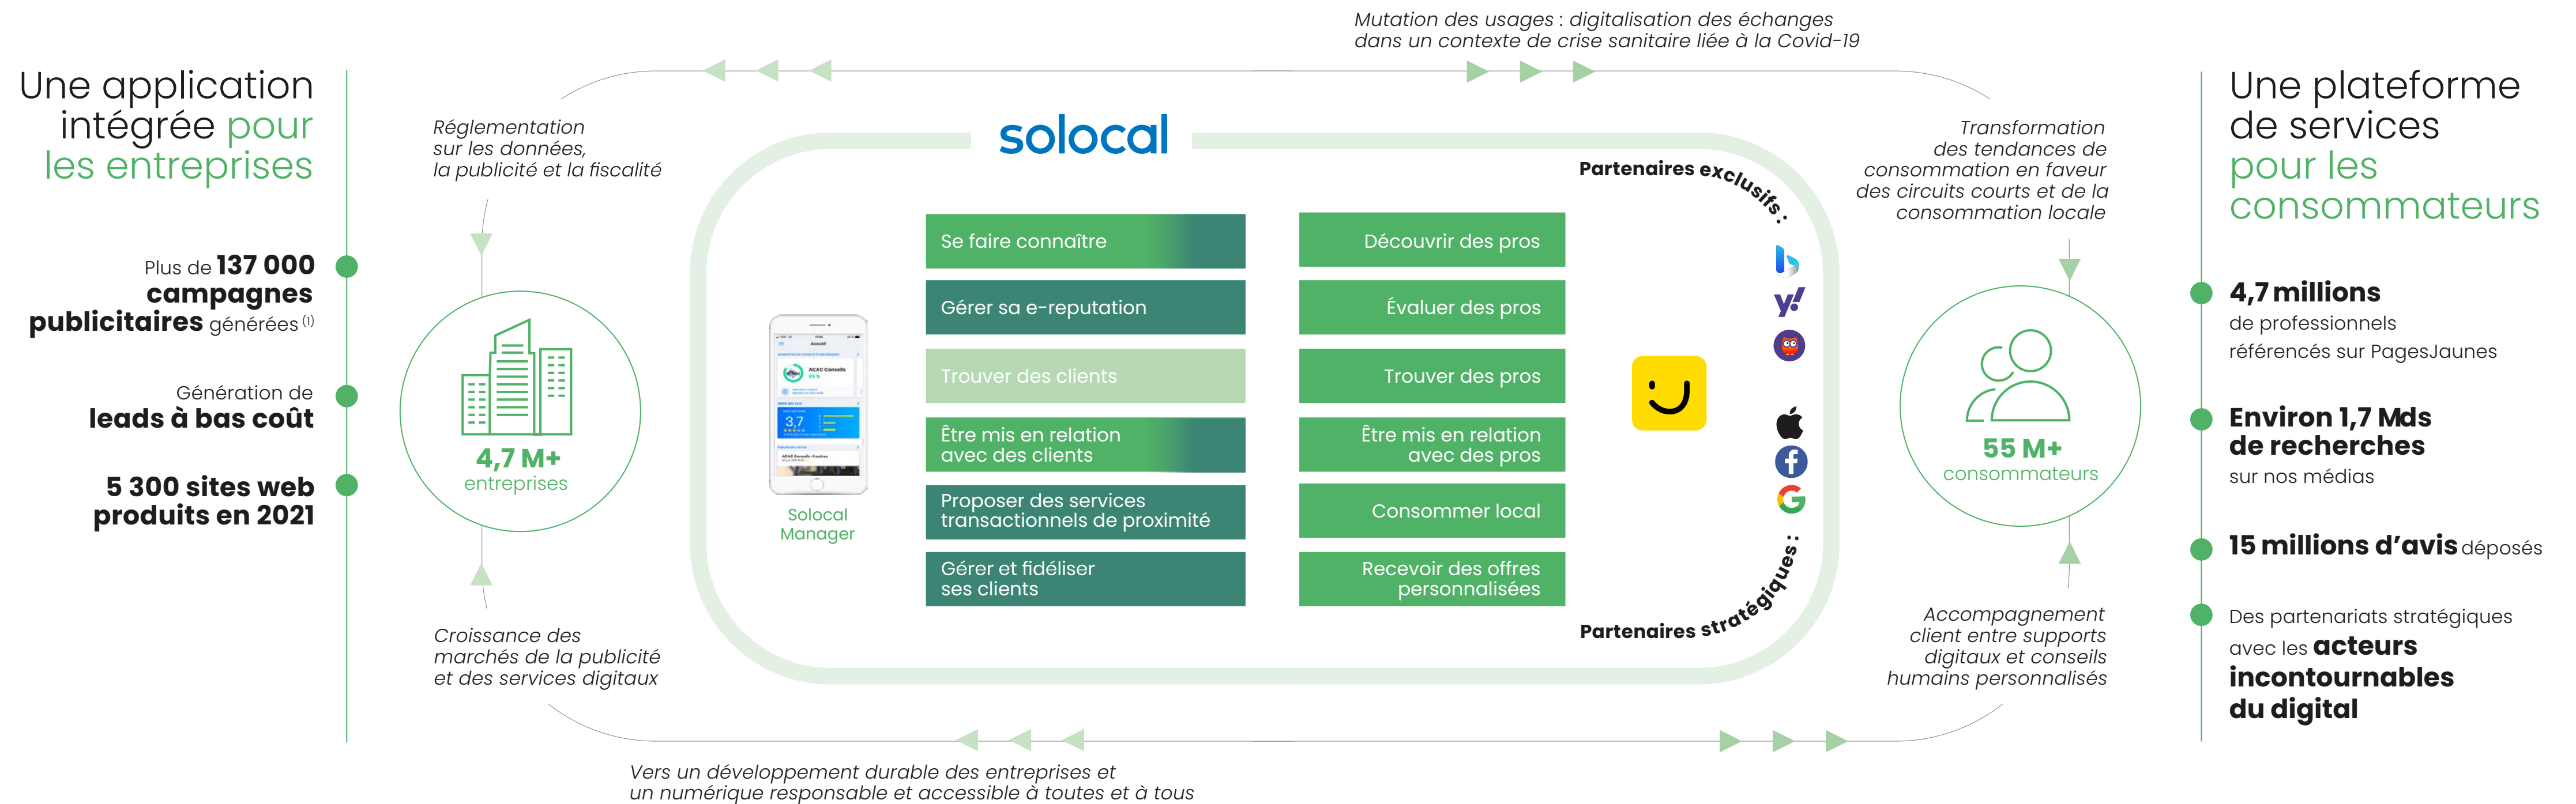 Mutation des usages : digitalisation des échanges
dans un contexte de crise sanitaire liée à la Covid-19
Une application
intégrée pour
les entreprises
Plus de 137 000
campagnes
publicitaires générées (1)
Génération de
leads à bas coût
5 300 sites web
produits en 2021
Réglementation
sur les données,
la publicité et la fiscalité
4,7 M+
entreprises
Croissance des
marchés de la publicité
et des services digitaux
solocal
Accueil
ACAC Conseils
3,7
Solocal
Manager
Se faire connaître
Gérer sa e-reputation
Trouver des clients
Être mis en relation
avec des clients
Proposer des services
transactionnels de proximité
Gérer et fidéliser
ses clients
Découvrir des pros
Évaluer des pros
Trouver des pros
Être mis en relation
avec des pros
Consommer local
Recevoir des offres
personnalisées
Partenaires exclusifs :
Partenaires stratégiques :
Transformation
des tendances de
consommation en faveur
des circuits courts et de la
consommation locale
55 M+
consommateurs
Accompagnement
client entre supports
digitaux et conseils
humains personnalisés
Une plateforme
de services
pour les
consommateurs
4,7 millions
de professionnels
référencés sur PagesJaunes
Environ 1,7 Mds
de recherches
sur nos médias
15 millions d’avis déposés
Des partenariats stratégiques
avec les acteurs
incontournables
du digital
Vers un développement durable des entreprises et
un numérique responsable et accessible à toutes et à tous